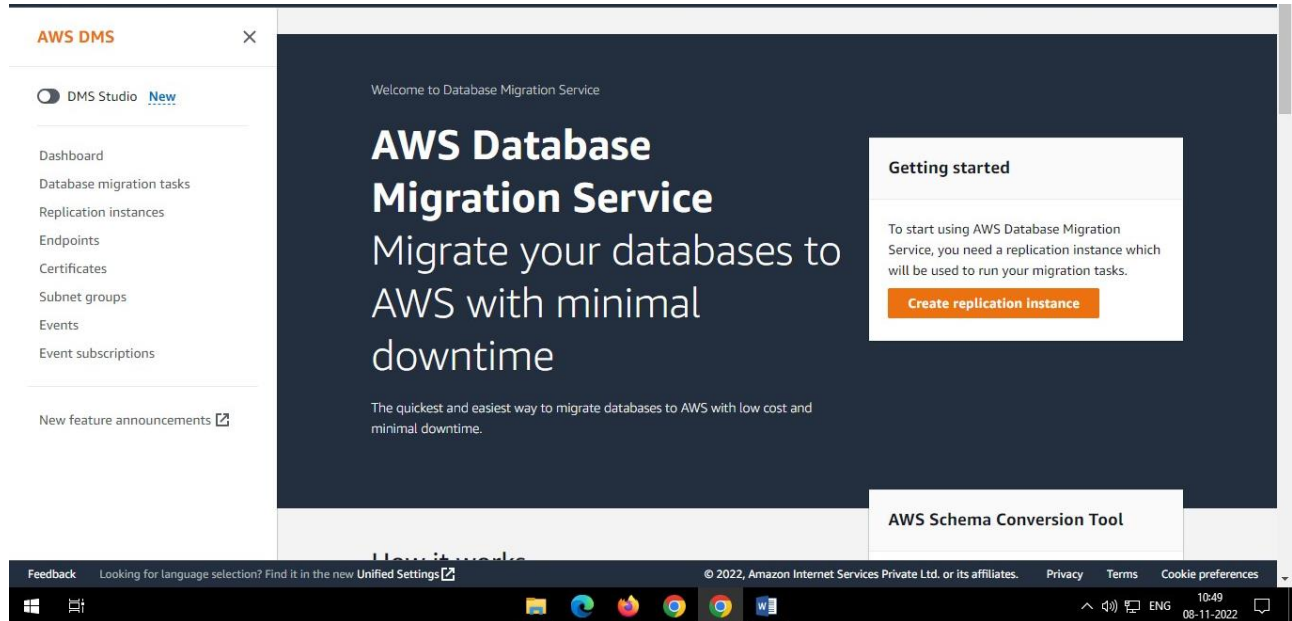 AWS DMS
DMS Studio New
Dashboard
Database migration tasks
Replication instances
Endpoints
Certificates
Subnet groups
Events
Event subscriptions
New feature announcements
Welcome to Database Migration Service
AWS Database
Migration Service
Migrate your databases to
AWS with minimal
downtime
The quickest and easiest way to migrate databases to AWS with low cost and
minimal downtime.
Getting started
To start using AWS Database Migration
Service, you need a replication instance which
will be used to run your migration tasks.
Create replication instance
AWS Schema Conversion Tool
How it works
Feedback Looking for language selection? Find it in the new Unified Settings
© 2022, Amazon Internet Services Private Ltd. or its affiliates. Privacy Terms Cookie preferences
ENG
10:49
08-11-2022